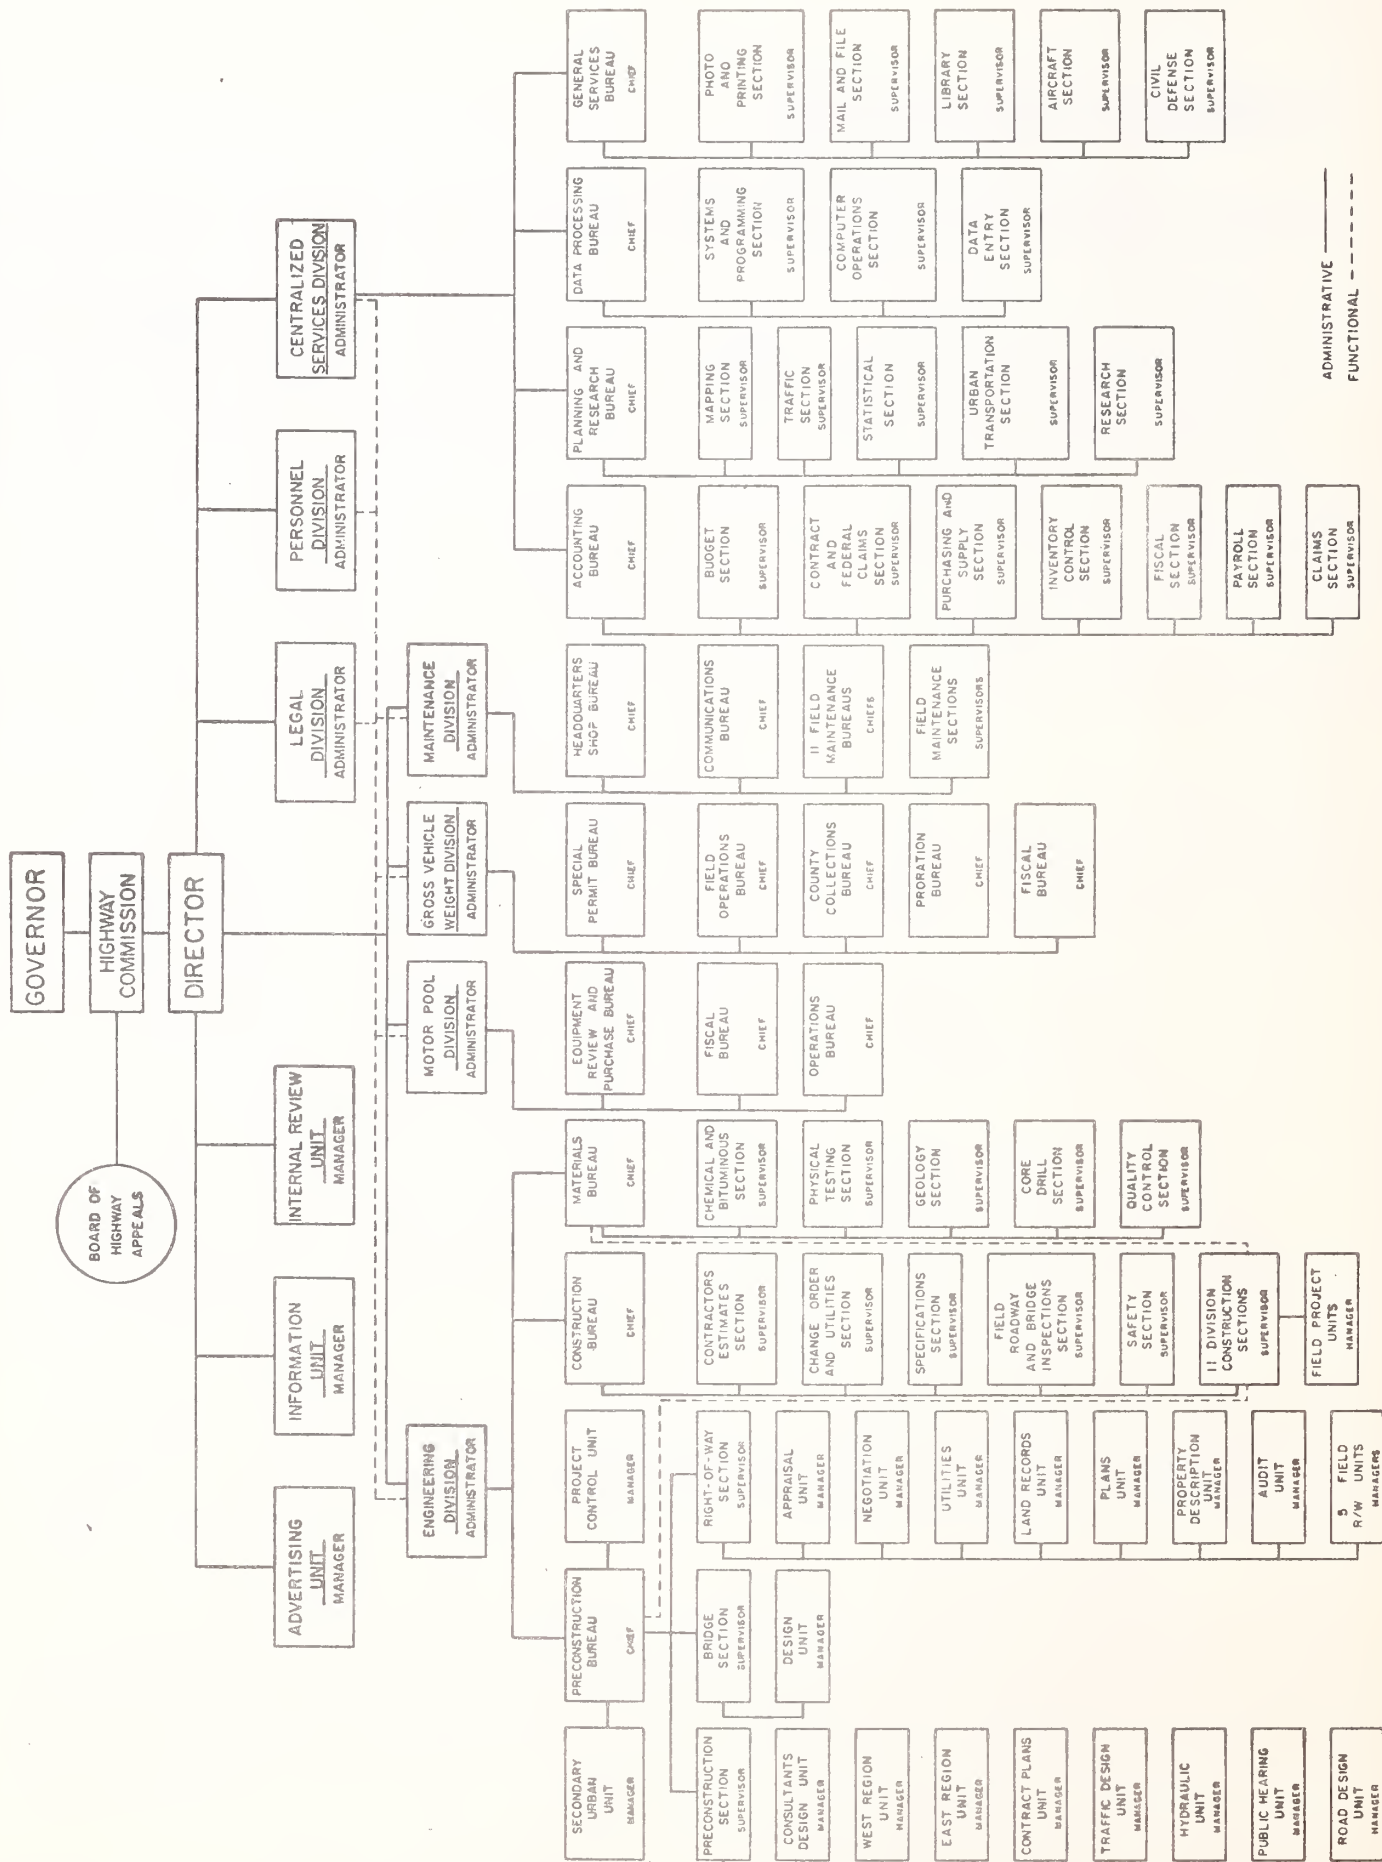 GOVERNOR
HIGHWAY
COMMISSION
BOARD OF
HIGHWAY
APPEALS
DIRECTOR
ADVERTISING
UNIT
MANAGER
INFORMATION
UNIT
MANAGER
INTERNAL REVIEW
UNIT
MANAGER
LEGAL
DIVISION
ADMINISTRATOR
PERSONNEL
DIVISION
ADMINISTRATOR
CENTRALIZED
SERVICES DIVISION
ADMINISTRATOR
ENGINEERING
DIVISION
ADMINISTRATOR
MOTOR POOL
DIVISION
ADMINISTRATOR
GROSS VEHICLE
WEIGHT DIVISION
ADMINISTRATOR
MAINTENANCE
DIVISION
ADMINISTRATOR
SECONDARY
URBAN
UNIT
MANAGER
PRECONSTRUCTION
BUREAU
CHIEF
PROJECT
CONTROL UNIT
MANAGER
CONSTRUCTION
BUREAU
CHIEF
MATERIALS
BUREAU
CHIEF
EQUIPMENT
REVIEW AND
PURCHASE BUREAU
CHIEF
SPECIAL
PERMIT BUREAU
CHIEF
HEADQUARTERS
SHOP BUREAU
CHIEF
ACCOUNTING
BUREAU
CHIEF
PLANNING AND
RESEARCH
BUREAU
CHIEF
DATA PROCESSING
BUREAU
CHIEF
GENERAL
SERVICES
BUREAU
CHIEF
PRECONSTRUCTION
SECTION
SUPERVISOR
CONSULTANTS
DESIGN UNIT
MANAGER
WEST REGION
UNIT
MANAGER
EAST REGION
UNIT
MANAGER
CONTRACT PLANS
UNIT
MANAGER
TRAFFIC DESIGN
UNIT
MANAGER
HYDRAULIC
UNIT
MANAGER
PUBLIC HEARING
UNIT
MANAGER
ROAD DESIGN
UNIT
MANAGER
BRIDGE
SECTION
SUPERVISOR
DESIGN
UNIT
MANAGER
RIGHT-OF-WAY
SECTION
SUPERVISOR
APPRAISAL
UNIT
MANAGER
NEGOTIATION
UNIT
MANAGER
UTILITIES
UNIT
MANAGER
LAND RECORDS
UNIT
MANAGER
PLANS
UNIT
MANAGER
PROPERTY
DESCRIPTION
UNIT
MANAGER
AUDIT
UNIT
MANAGER
5 FIELD
R/W UNITS
MANAGERS
CONTRACTORS
ESTIMATES
SECTION
SUPERVISOR
CHANGE ORDER
AND UTILITIES
SECTION
SUPERVISOR
SPECIFICATIONS
SECTION
SUPERVISOR
FIELD
ROADWAY
AND BRIDGE
INSPECTIONS
SECTION
SUPERVISOR
SAFETY
SECTION
SUPERVISOR
11 DIVISION
CONSTRUCTION
SECTIONS
SUPERVISOR
FIELD PROJECT
UNITS
MANAGER
CHEMICAL AND
BITUMINOUS
SECTION
SUPERVISOR
PHYSICAL
TESTING
SECTION
SUPERVISOR
GEOLOGY
SECTION
SUPERVISOR
CORE
DRILL
SECTION
SUPERVISOR
QUALITY
CONTROL
SECTION
SUPERVISOR
FISCAL
BUREAU
CHIEF
OPERATIONS
BUREAU
CHIEF
FIELD
OPERATIONS
BUREAU
CHIEF
COUNTY
COLLECTIONS
BUREAU
CHIEF
PRORATION
BUREAU
CHIEF
FISCAL
BUREAU
CHIEF
COMMUNICATIONS
BUREAU
CHIEF
11 FIELD
MAINTENANCE
BUREAUS
CHIEFS
FIELD
MAINTENANCE
SECTIONS
SUPERVISORS
BUDGET
SECTION
SUPERVISOR
CONTRACT
AND
FEDERAL
CLAIMS
SECTION
SUPERVISOR
PURCHASING AND
SUPPLY
SECTION
SUPERVISOR
INVENTORY
CONTROL
SECTION
SUPERVISOR
FISCAL
SECTION
SUPERVISOR
PAYROLL
SECTION
SUPERVISOR
CLAIMS
SECTION
SUPERVISOR
MAPPING
SECTION
SUPERVISOR
TRAFFIC
SECTION
SUPERVISOR
STATISTICAL
SECTION
SUPERVISOR
URBAN
TRANSPORTATION
SECTION
SUPERVISOR
RESEARCH
SECTION
SUPERVISOR
SYSTEMS
AND
PROGRAMMING
SECTION
SUPERVISOR
COMPUTER
OPERATIONS
SECTION
SUPERVISOR
DATA
ENTRY
SECTION
SUPERVISOR
PHOTO
AND
PRINTING
SECTION
SUPERVISOR
MAIL AND FILE
SECTION
SUPERVISOR
LIBRARY
SECTION
SUPERVISOR
AIRCRAFT
SECTION
SUPERVISOR
CIVIL
DEFENSE
SECTION
SUPERVISOR
ADMINISTRATIVE
FUNCTIONAL